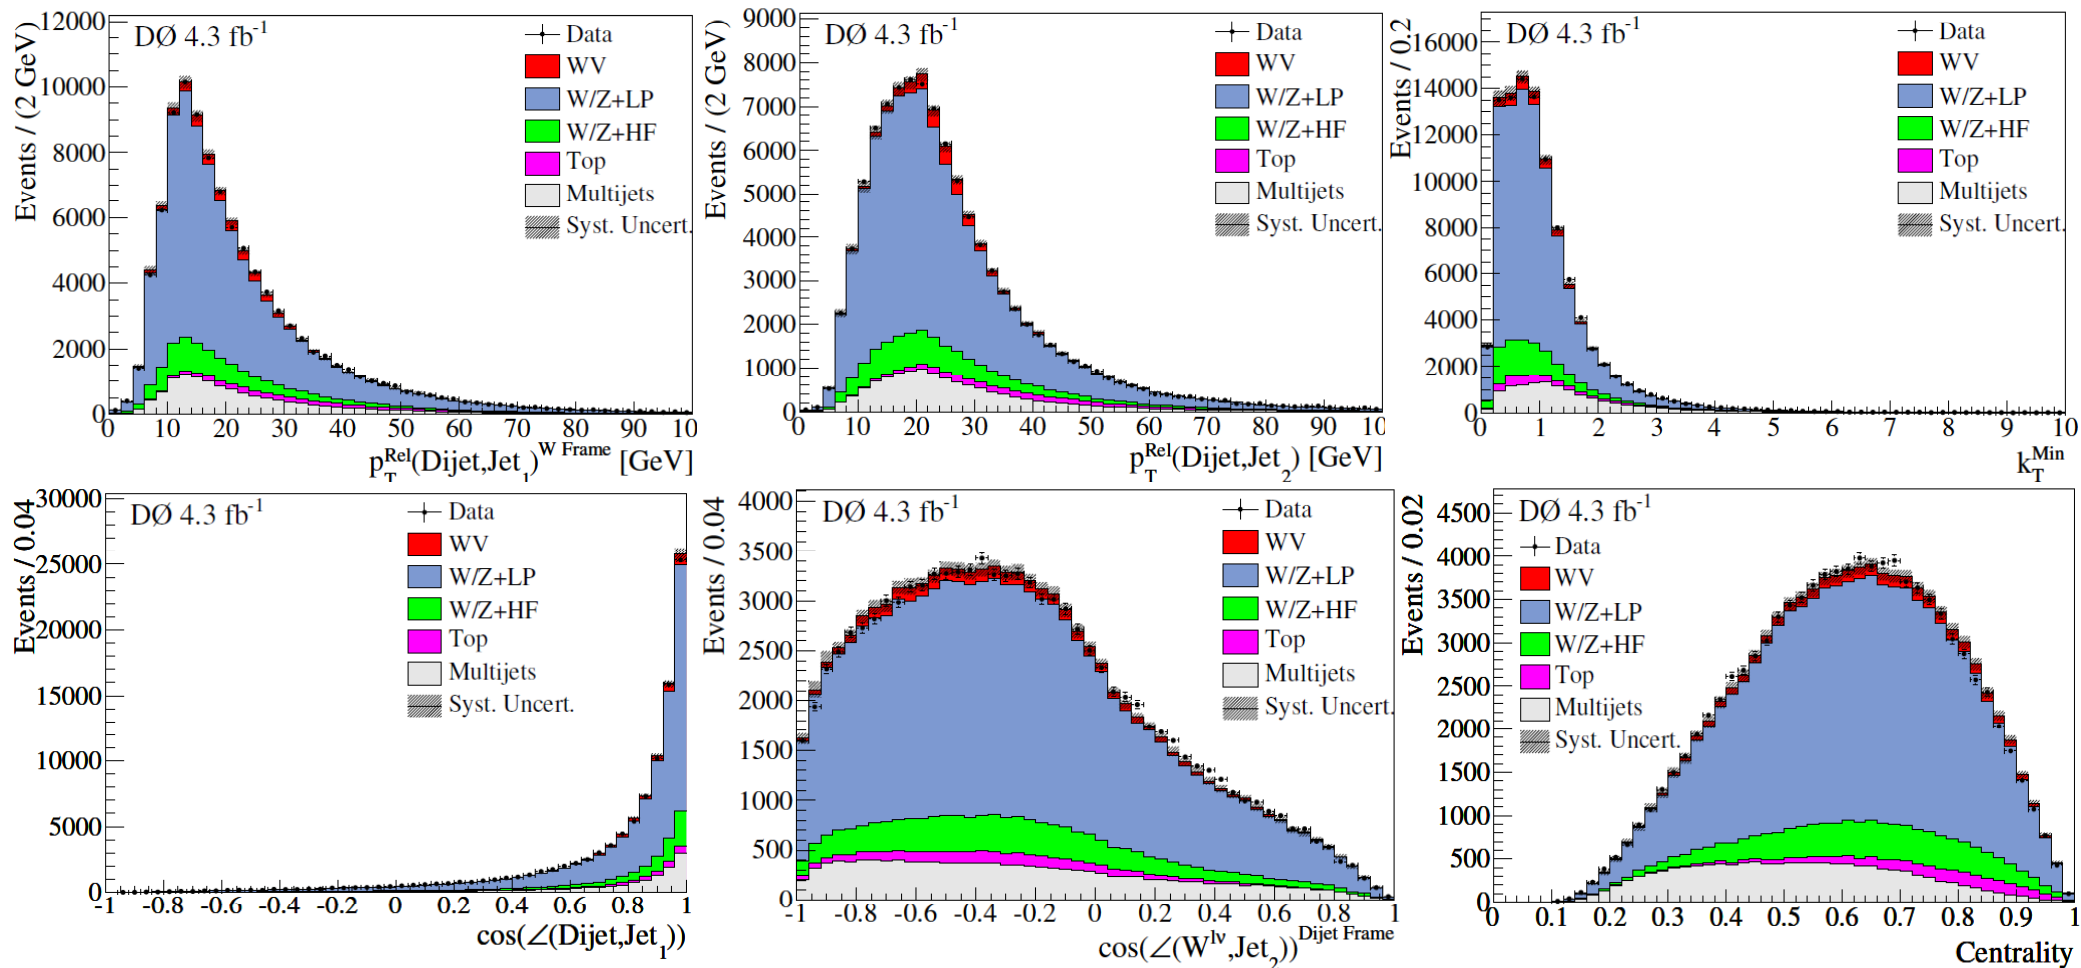 DØ 4.3 fb⁻¹
Events / (2 GeV)
12000
10000
8000
6000
4000
2000
0
Data
WV
W/Z+LP
W/Z+HF
Top
Multijets
Syst. Uncert.
0 10 20 30 40 50 60 70 80 90 100
p_T^Rel(Dijet,Jet₁)^W Frame [GeV]
DØ 4.3 fb⁻¹
Events / (2 GeV)
9000
8000
7000
6000
5000
4000
3000
2000
1000
0
Data
WV
W/Z+LP
W/Z+HF
Top
Multijets
Syst. Uncert.
0 10 20 30 40 50 60 70 80 90 100
p_T^Rel(Dijet,Jet₂) [GeV]
DØ 4.3 fb⁻¹
Events / 0.2
16000
14000
12000
10000
8000
6000
4000
2000
0
Data
WV
W/Z+LP
W/Z+HF
Top
Multijets
Syst. Uncert.
0 1 2 3 4 5 6 7 8 9 10
k_T^Min
DØ 4.3 fb⁻¹
Events / 0.04
30000
25000
20000
15000
10000
5000
0
Data
WV
W/Z+LP
W/Z+HF
Top
Multijets
Syst. Uncert.
-1 -0.8 -0.6 -0.4 -0.2 0 0.2 0.4 0.6 0.8 1
cos(∠(Dijet,Jet₁))
DØ 4.3 fb⁻¹
Events / 0.04
4000
3500
3000
2500
2000
1500
1000
500
0
Data
WV
W/Z+LP
W/Z+HF
Top
Multijets
Syst. Uncert.
-1 -0.8 -0.6 -0.4 -0.2 0 0.2 0.4 0.6 0.8 1
cos(∠(W^lν,Jet₂))^Dijet Frame
DØ 4.3 fb⁻¹
Events / 0.02
4500
4000
3500
3000
2500
2000
1500
1000
500
0
Data
WV
W/Z+LP
W/Z+HF
Top
Multijets
Syst. Uncert.
0 0.1 0.2 0.3 0.4 0.5 0.6 0.7 0.8 0.9 1
Centrality